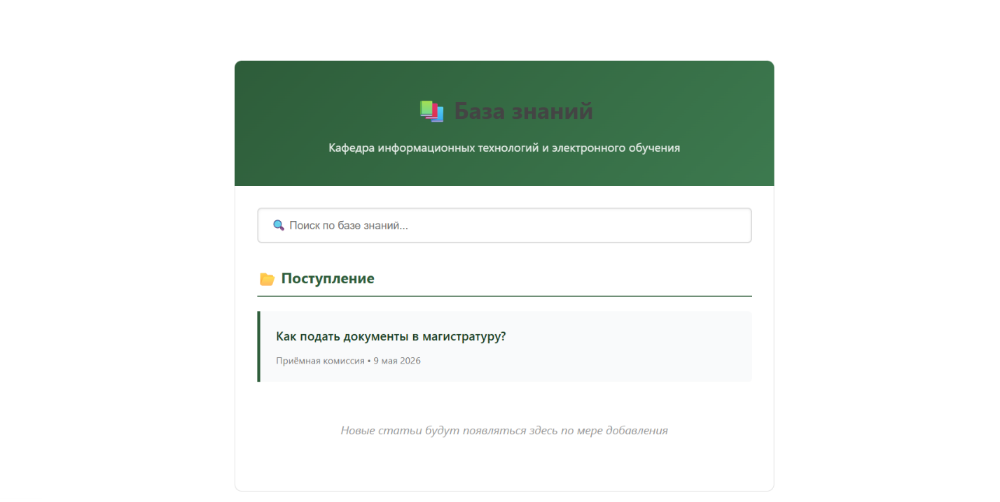 База знаний
Кафедра информационных технологий и электронного обучения
Поиск по базе знаний...
Поступление
Как подать документы в магистратуру?
Приёмная комиссия • 9 мая 2026
Новые статьи будут появляться здесь по мере добавления